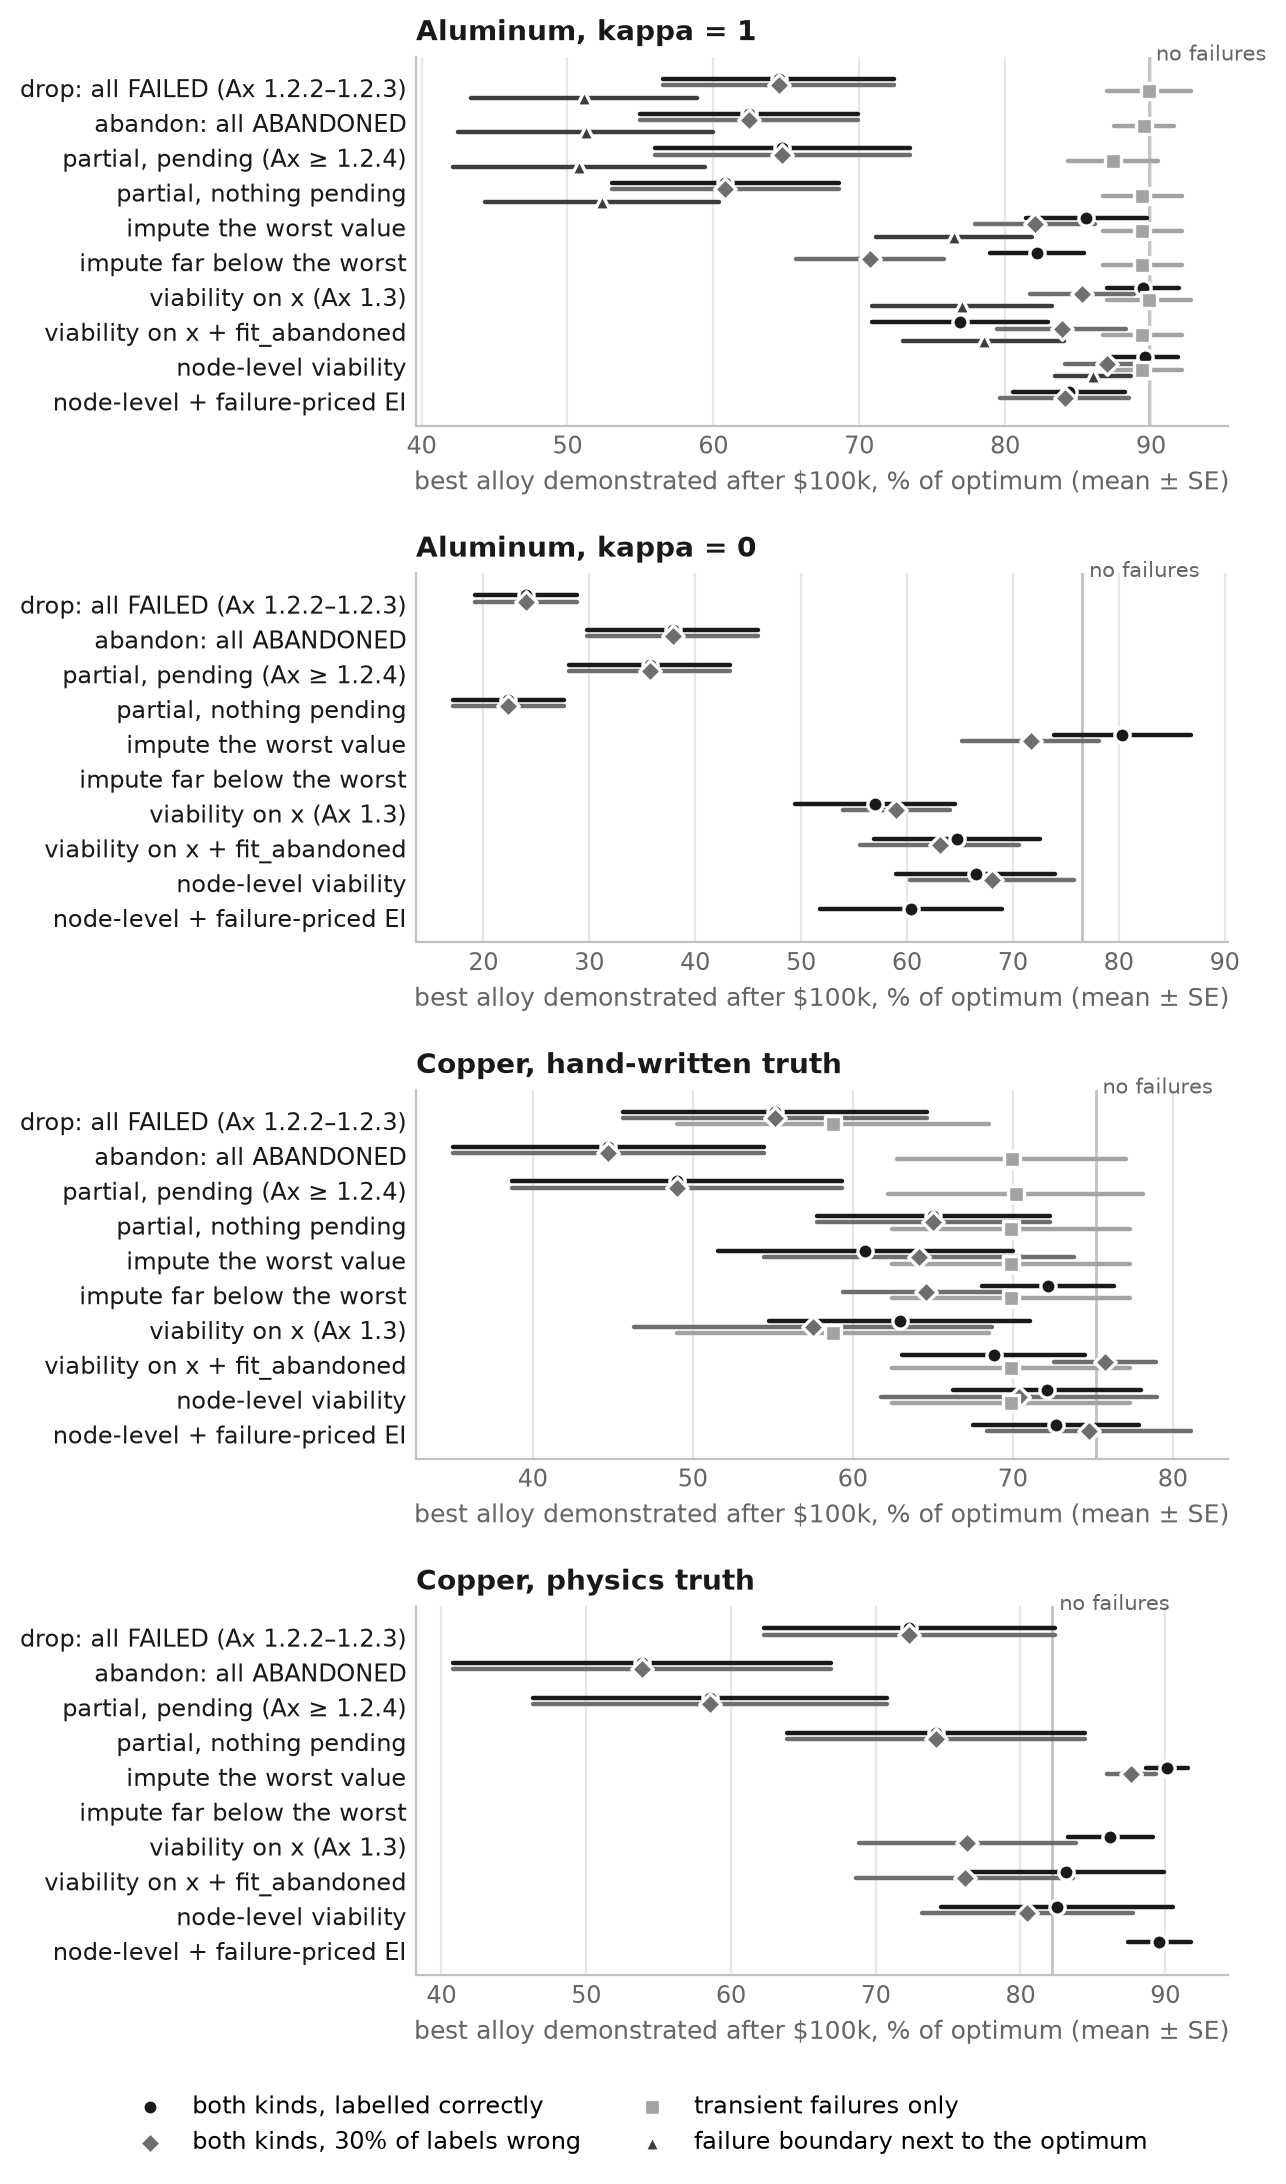 Aluminum, kappa = 1
no failures
drop: all FAILED (Ax 1.2.2–1.2.3)
abandon: all ABANDONED
partial, pending (Ax ≥ 1.2.4)
partial, nothing pending
impute the worst value
impute far below the worst
viability on x (Ax 1.3)
viability on x + fit_abandoned
node-level viability
node-level + failure-priced EI
40 50 60 70 80 90
best alloy demonstrated after $100k, % of optimum (mean ± SE)
Aluminum, kappa = 0
no failures
drop: all FAILED (Ax 1.2.2–1.2.3)
abandon: all ABANDONED
partial, pending (Ax ≥ 1.2.4)
partial, nothing pending
impute the worst value
impute far below the worst
viability on x (Ax 1.3)
viability on x + fit_abandoned
node-level viability
node-level + failure-priced EI
20 30 40 50 60 70 80 90
best alloy demonstrated after $100k, % of optimum (mean ± SE)
Copper, hand-written truth
no failures
drop: all FAILED (Ax 1.2.2–1.2.3)
abandon: all ABANDONED
partial, pending (Ax ≥ 1.2.4)
partial, nothing pending
impute the worst value
impute far below the worst
viability on x (Ax 1.3)
viability on x + fit_abandoned
node-level viability
node-level + failure-priced EI
40 50 60 70 80
best alloy demonstrated after $100k, % of optimum (mean ± SE)
Copper, physics truth
no failures
drop: all FAILED (Ax 1.2.2–1.2.3)
abandon: all ABANDONED
partial, pending (Ax ≥ 1.2.4)
partial, nothing pending
impute the worst value
impute far below the worst
viability on x (Ax 1.3)
viability on x + fit_abandoned
node-level viability
node-level + failure-priced EI
40 50 60 70 80 90
best alloy demonstrated after $100k, % of optimum (mean ± SE)
both kinds, labelled correctly
both kinds, 30% of labels wrong
transient failures only
failure boundary next to the optimum